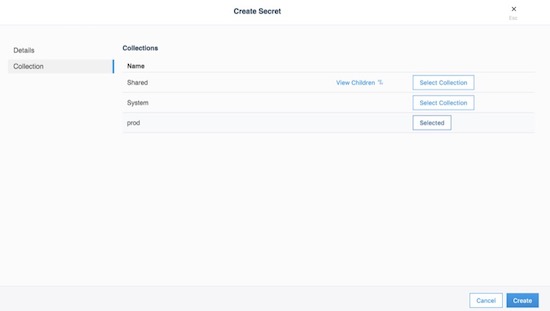 Create Secret
×
Esc
Details
Collection
Collections
Name
Shared View Children Select Collection
System Select Collection
prod Selected
Cancel Create